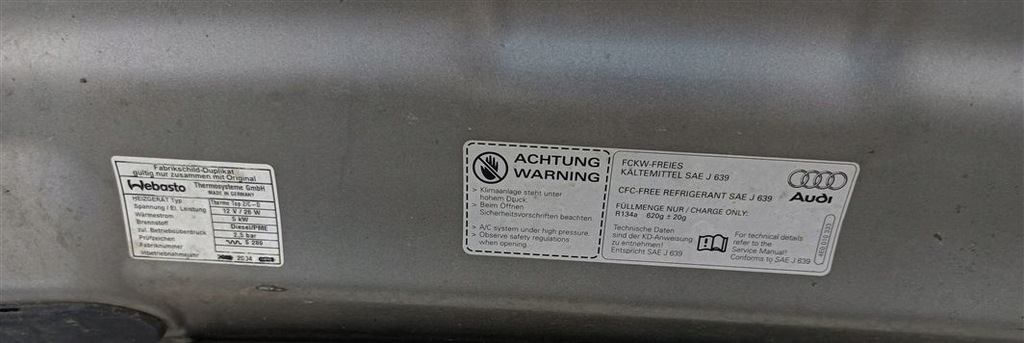 Fabrikschild-Duplikat
gültig nur zusammen mit Original
Webasto Thermosysteme GmbH
MADE IN GERMANY
HEIZGERÄT Typ Thermo Top Z/C-D
Spannung / El. Leistung 12 V / 28 W
Wärmestrom 5 kW
Brennstoff Diesel/PME
zul. Betriebsüberdruck 2,5 bar
Prüfzeichen S 289
Fabriknummer
Inbetriebnahmejahr 2004
ACHTUNG
WARNING
> Klimaanlage steht unter
hohem Druck.
> Beim Öffnen
Sicherheitsvorschriften beachten.
> A/C system under high pressure.
> Observe safety regulations
when opening.
FCKW-FREIES
KÄLTEMITTEL SAE J 639
CFC-FREE REFRIGERANT SAE J 639
FÜLLMENGE NUR / CHARGE ONLY:
R134a 620g ± 20g
Technische Daten
sind der KD-Anweisung
zu entnehmen!
Entspricht SAE J 639
For technical details
refer to the
Service Manual!
Conforms to SAE J 639
Audi